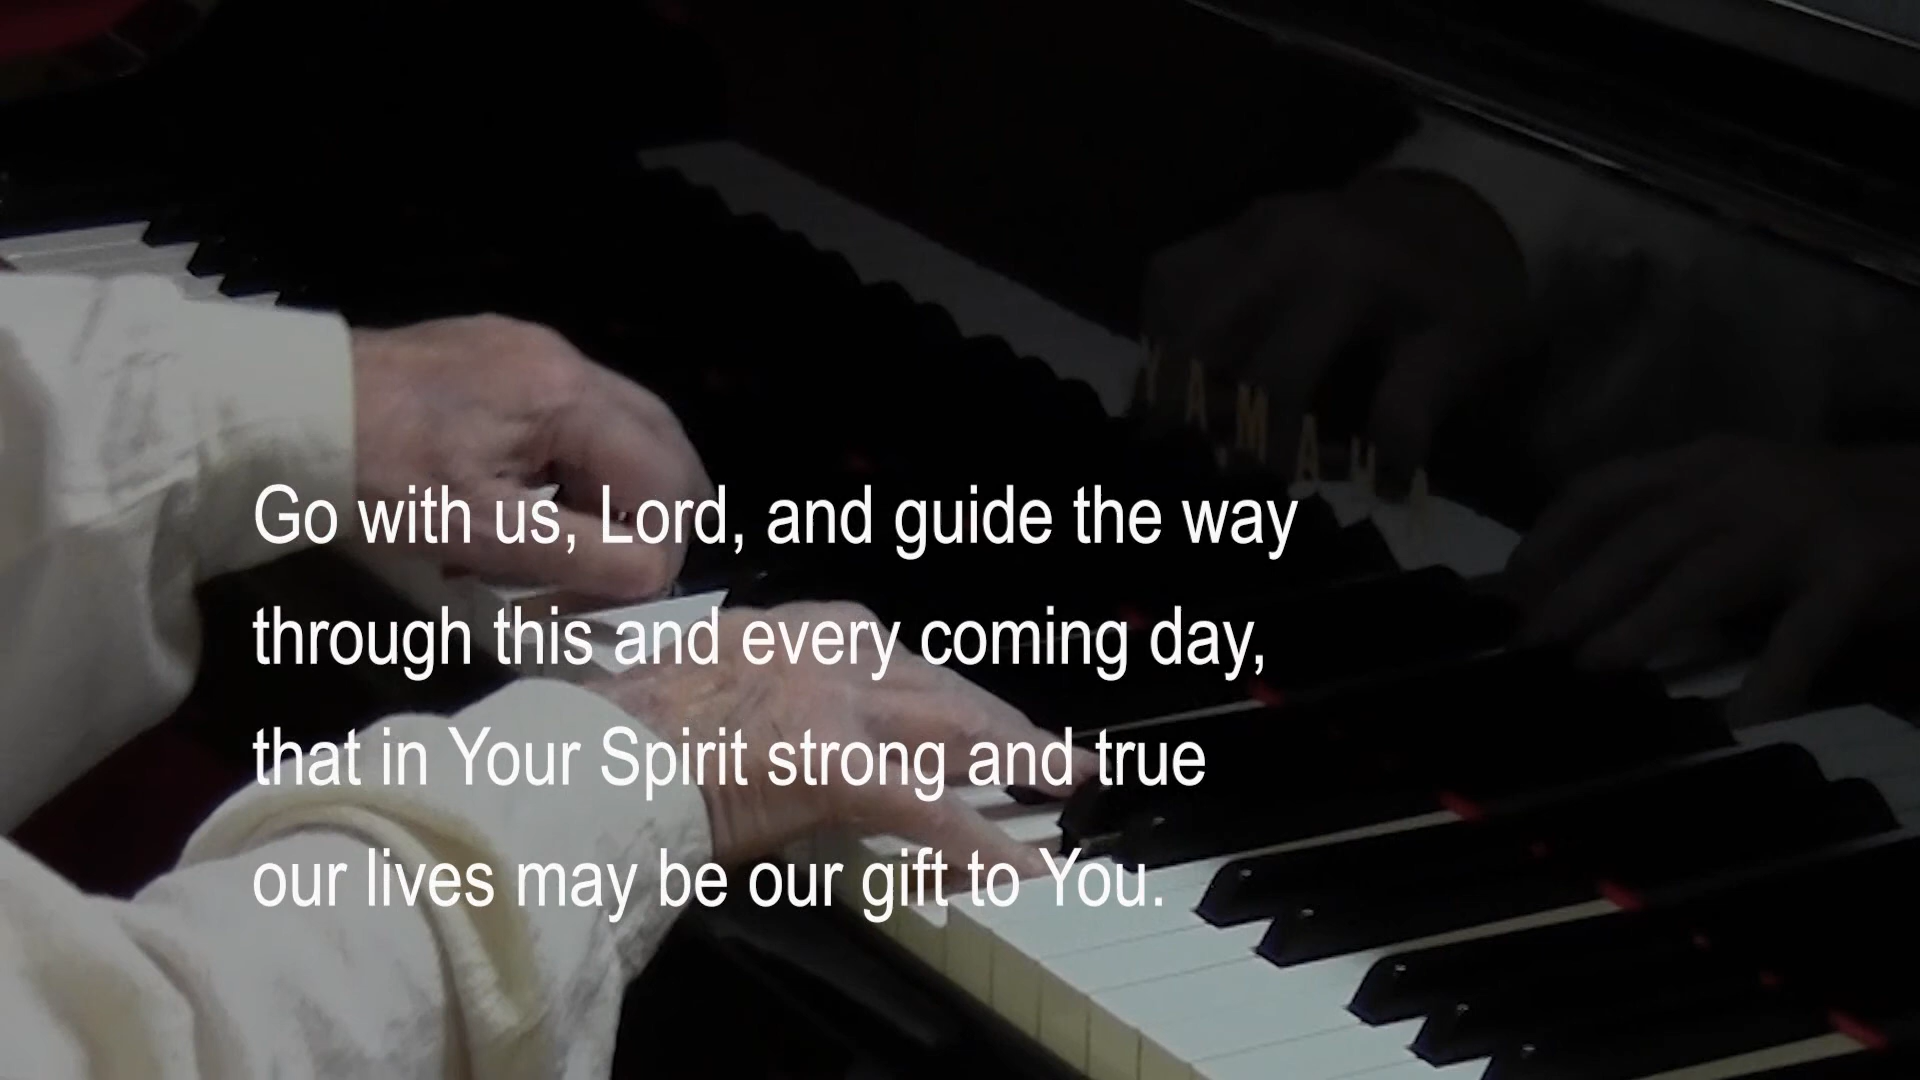 YAMAHA
Go with us, Lord, and guide the way
through this and every coming day,
that in Your Spirit strong and true
our lives may be our gift to You.